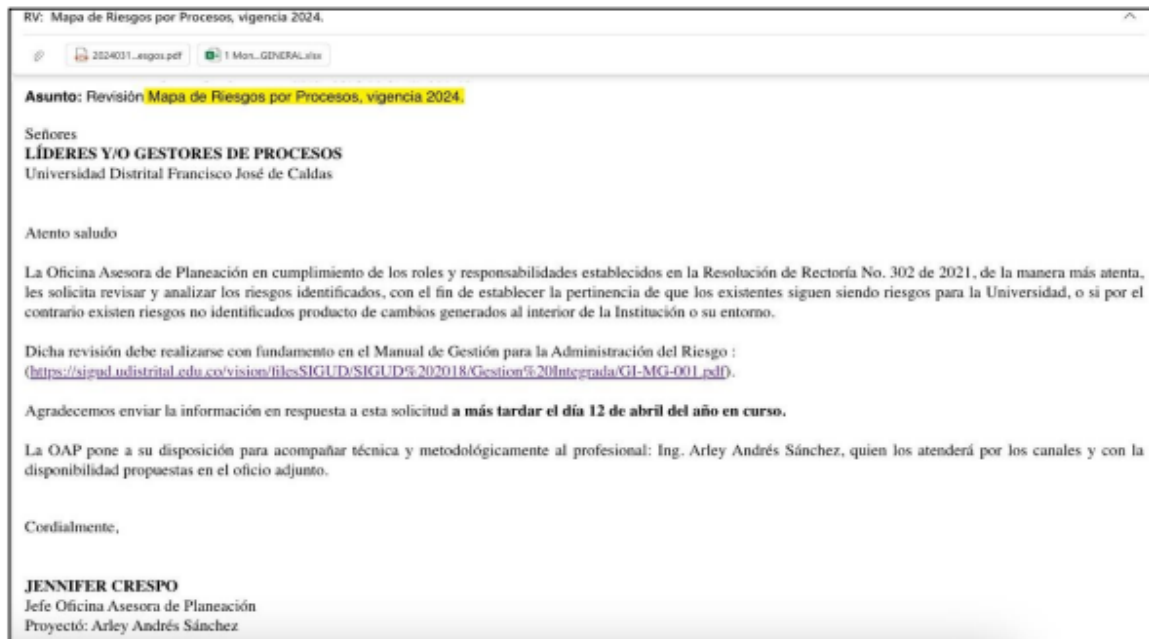 RV: Mapa de Riesgos por Procesos, vigencia 2024.
2024031...esgos.pdf
1 Mon...GENERAL.xlsx
Asunto: Revisión Mapa de Riesgos por Procesos, vigencia 2024.
Señores
LÍDERES Y/O GESTORES DE PROCESOS
Universidad Distrital Francisco José de Caldas
Atento saludo
La Oficina Asesora de Planeación en cumplimiento de los roles y responsabilidades establecidos en la Resolución de Rectoría No. 302 de 2021, de la manera más atenta,
les solicita revisar y analizar los riesgos identificados, con el fin de establecer la pertinencia de que los existentes siguen siendo riesgos para la Universidad, o si por el
contrario existen riesgos no identificados producto de cambios generados al interior de la Institución o su entorno.
Dicha revisión debe realizarse con fundamento en el Manual de Gestión para la Administración del Riesgo :
(https://sigud.udistrital.edu.co/vision/filesSIGUD/SIGUD%202018/Gestion%20Integrada/GI-MG-001.pdf).
Agradecemos enviar la información en respuesta a esta solicitud a más tardar el día 12 de abril del año en curso.
La OAP pone a su disposición para acompañar técnica y metodológicamente al profesional: Ing. Arley Andrés Sánchez, quien los atenderá por los canales y con la
disponibilidad propuestas en el oficio adjunto.
Cordialmente,
JENNIFER CRESPO
Jefe Oficina Asesora de Planeación
Proyectó: Arley Andrés Sánchez